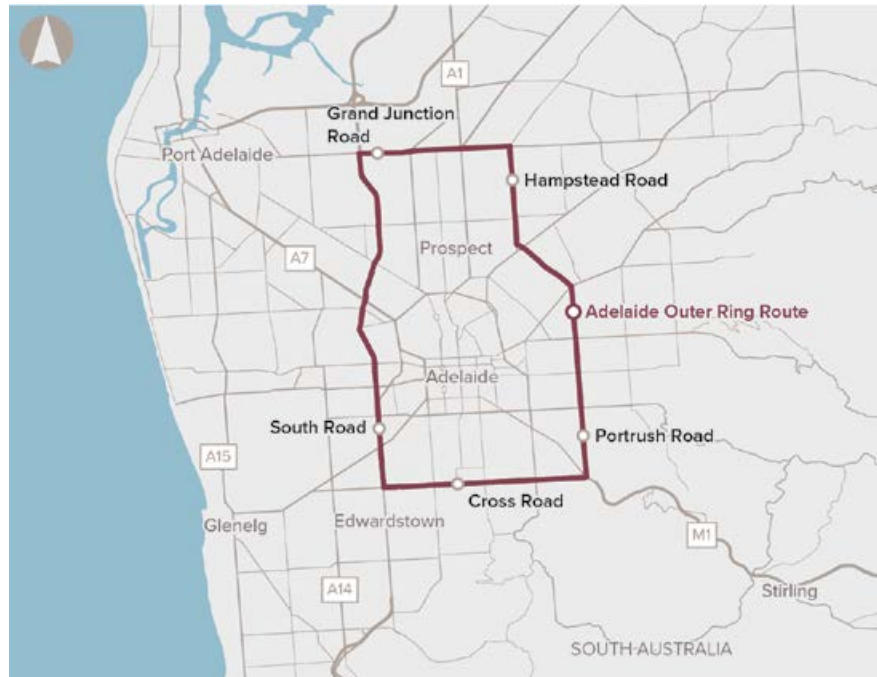 A1
Grand Junction
Road
Port Adelaide
Hampstead Road
Prospect
A7
Adelaide Outer Ring Route
Adelaide
South Road
Portrush Road
A15
Cross Road
Glenelg
Edwardstown
M1
A14
Stirling
SOUTH AUSTRALIA